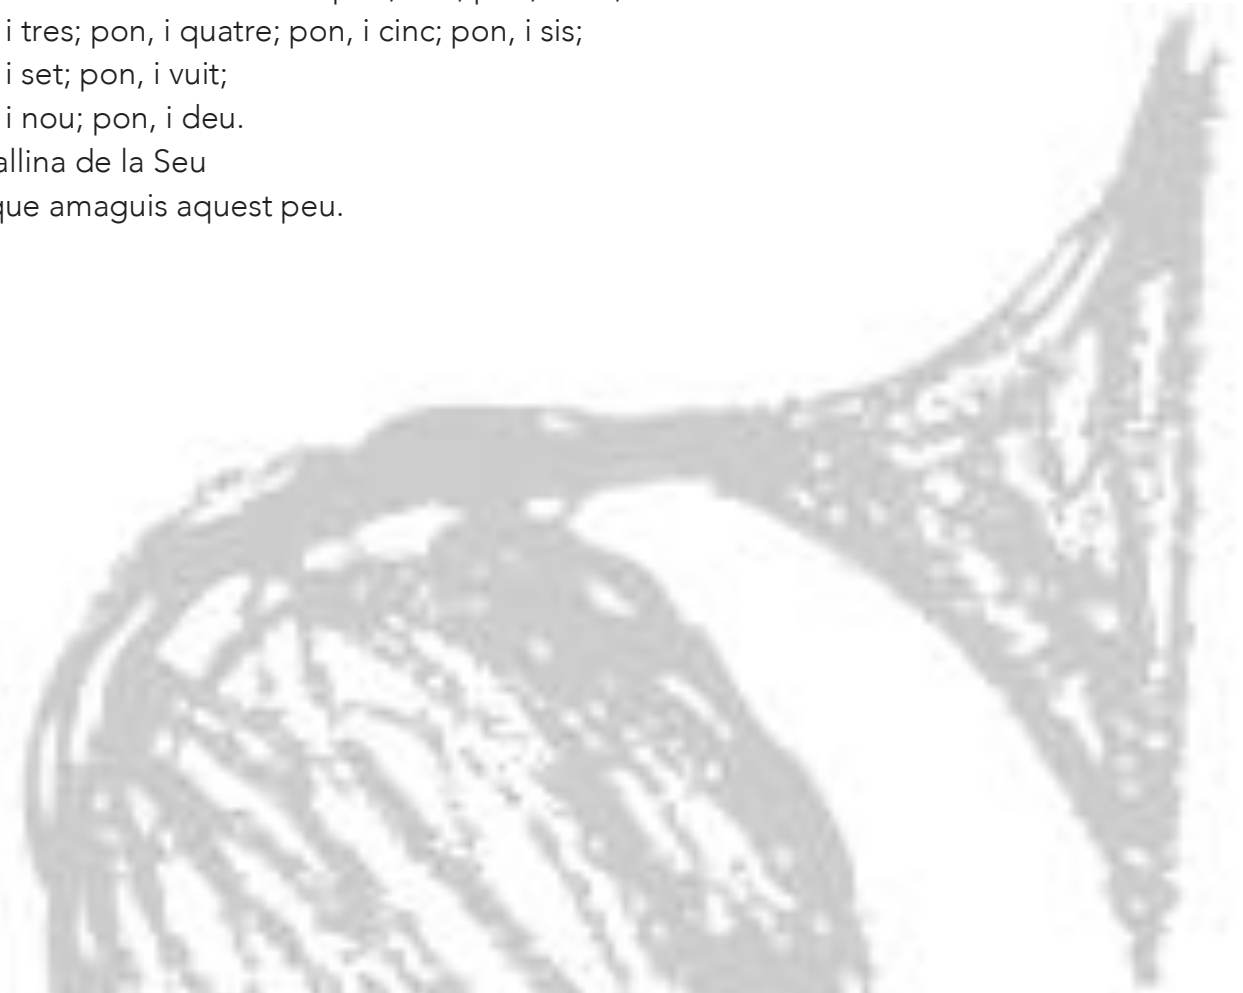 i tres; pon, i quatre; pon, i cinc; pon, i sis;
i set; pon, i vuit;
i nou; pon, i deu.
allina de la Seu
que amaguis aquest peu.